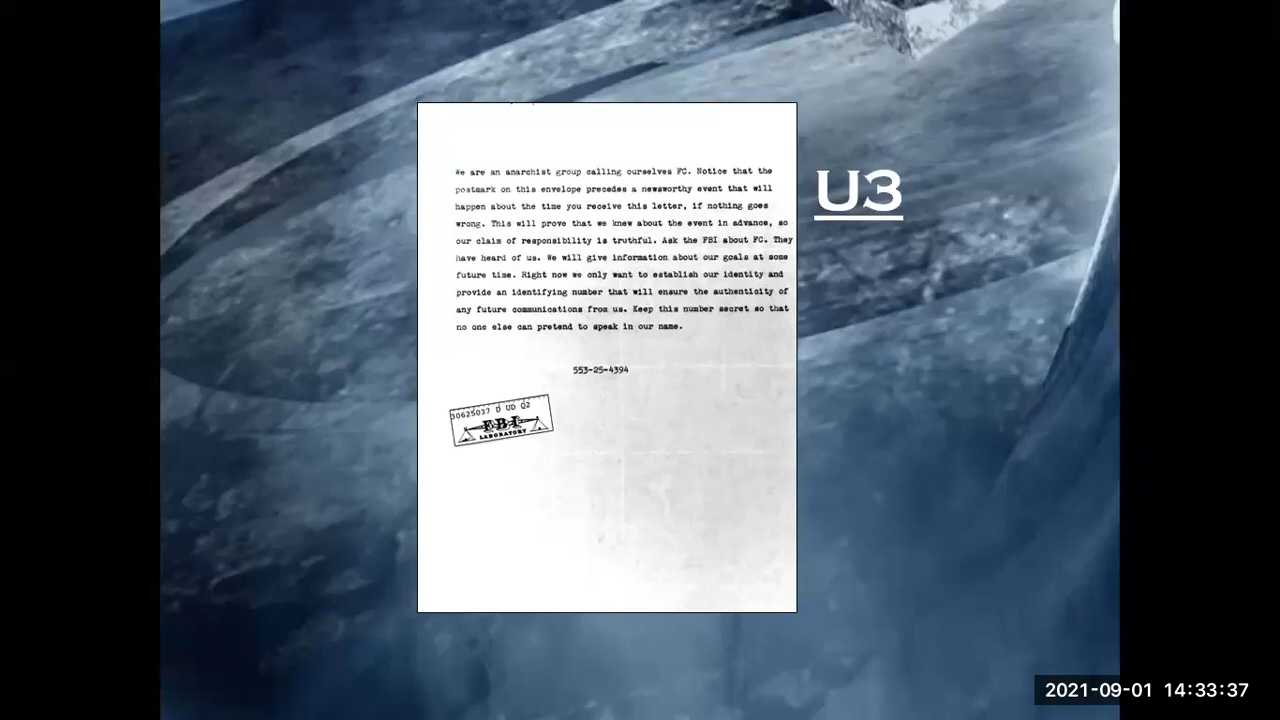 We are an anarchist group calling ourselves FC. Notice that the
postmark on this envelope precedes a newsworthy event that will
happen about the time you receive this letter, if nothing goes
wrong. This will prove that we knew about the event in advance, so
our claim of responsibility is truthful. Ask the FBI about FC. They
have heard of us. We will give information about our goals at some
future time. Right now we only want to establish our identity and
provide an identifying number that will ensure the authenticity of
any future communications from us. Keep this number secret so that
no one else can pretend to speak in our name.
553-25-4394
30625037 D UD Q2
FBI
LABORATORY
U3
2021-09-01 14:33:37